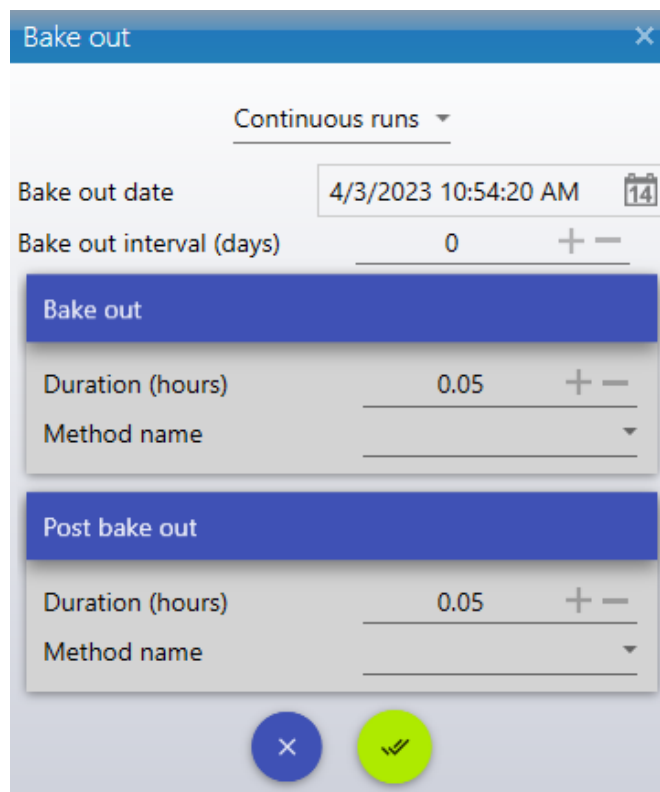 Bake out
Continuous runs
Bake out date 4/3/2023 10:54:20 AM 14
Bake out interval (days) 0
Bake out
Duration (hours) 0.05
Method name
Post bake out
Duration (hours) 0.05
Method name